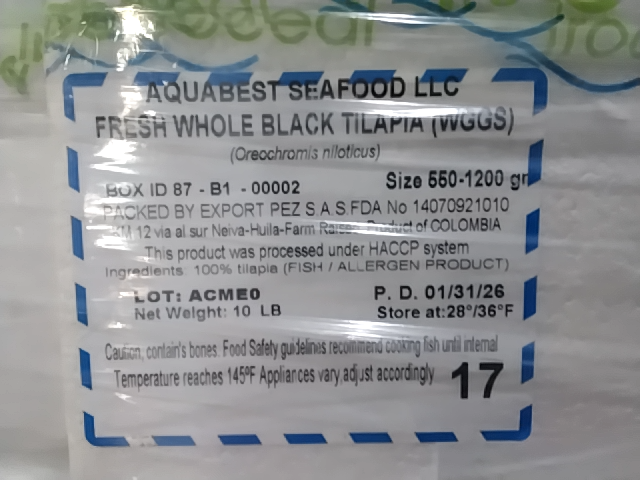 AQUABEST SEAFOOD LLC
FRESH WHOLE BLACK TILAPIA (WGGS)
(Oreochromis niloticus)
BOX ID 87 - B1 - 00002 Size 550-1200 gr
PACKED BY EXPORT PEZ S.A.S.FDA No 14070921010
KM 12 via al sur Neiva-Huila-Farm Raised Product of COLOMBIA
This product was processed under HACCP system
Ingredients: 100% tilapia (FISH / ALLERGEN PRODUCT)
LOT: ACME0 P. D. 01/31/26
Net Weight: 10 LB Store at:28°/36°F
Caution, contain's bones. Food Safety guidelines recommend cooking fish until internal
Temperature reaches 145ºF Appliances vary,adjust accordingly
17